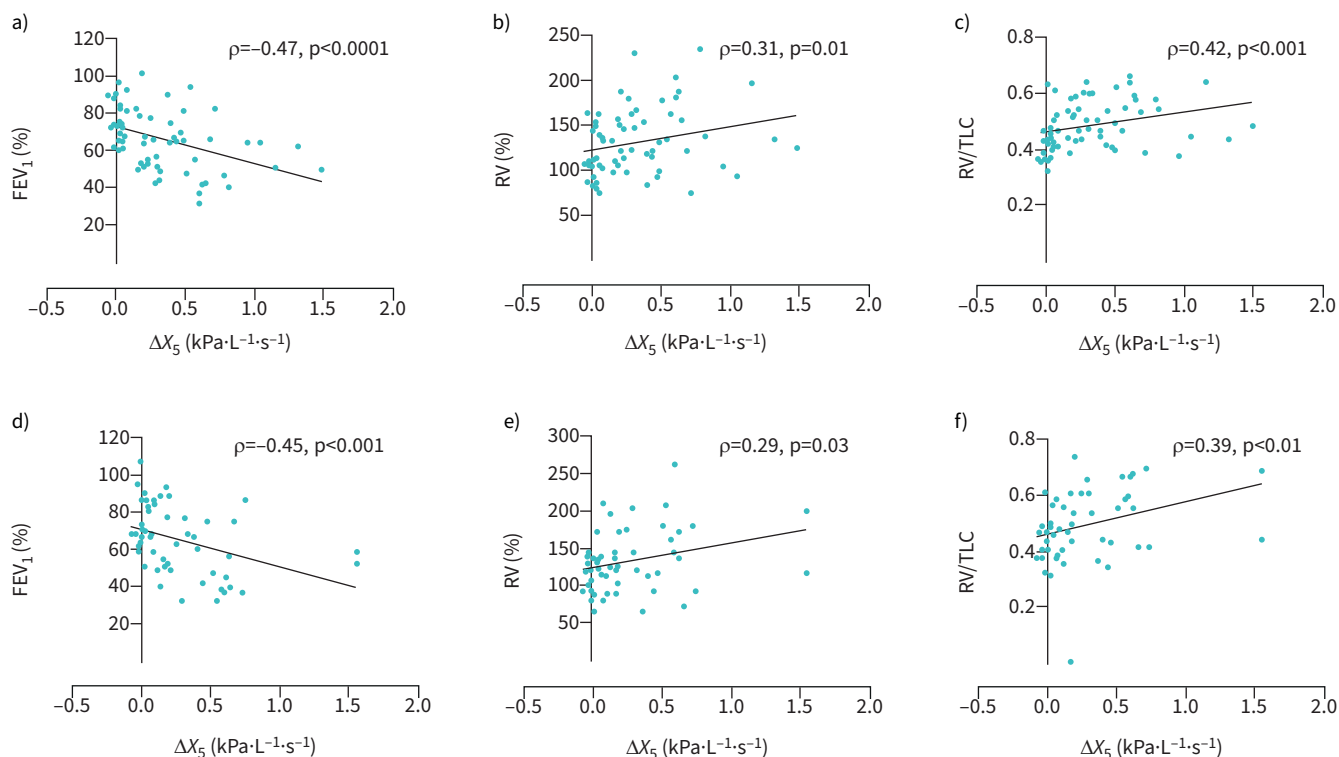 a)
ρ=–0.47, p<0.0001
120
100
80
60
40
20
FEV₁ (%)
–0.5 0.0 0.5 1.0 1.5 2.0
ΔX₅ (kPa·L⁻¹·s⁻¹)
b)
ρ=0.31, p=0.01
250
200
150
100
50
RV (%)
–0.5 0.0 0.5 1.0 1.5 2.0
ΔX₅ (kPa·L⁻¹·s⁻¹)
c)
ρ=0.42, p<0.001
0.8
0.6
0.4
0.2
RV/TLC
–0.5 0.0 0.5 1.0 1.5 2.0
ΔX₅ (kPa·L⁻¹·s⁻¹)
d)
ρ=–0.45, p<0.001
120
100
80
60
40
20
FEV₁ (%)
–0.5 0.0 0.5 1.0 1.5 2.0
ΔX₅ (kPa·L⁻¹·s⁻¹)
e)
ρ=0.29, p=0.03
300
250
200
150
100
50
RV (%)
–0.5 0.0 0.5 1.0 1.5 2.0
ΔX₅ (kPa·L⁻¹·s⁻¹)
f)
ρ=0.39, p<0.01
0.8
0.6
0.4
0.2
RV/TLC
–0.5 0.0 0.5 1.0 1.5 2.0
ΔX₅ (kPa·L⁻¹·s⁻¹)